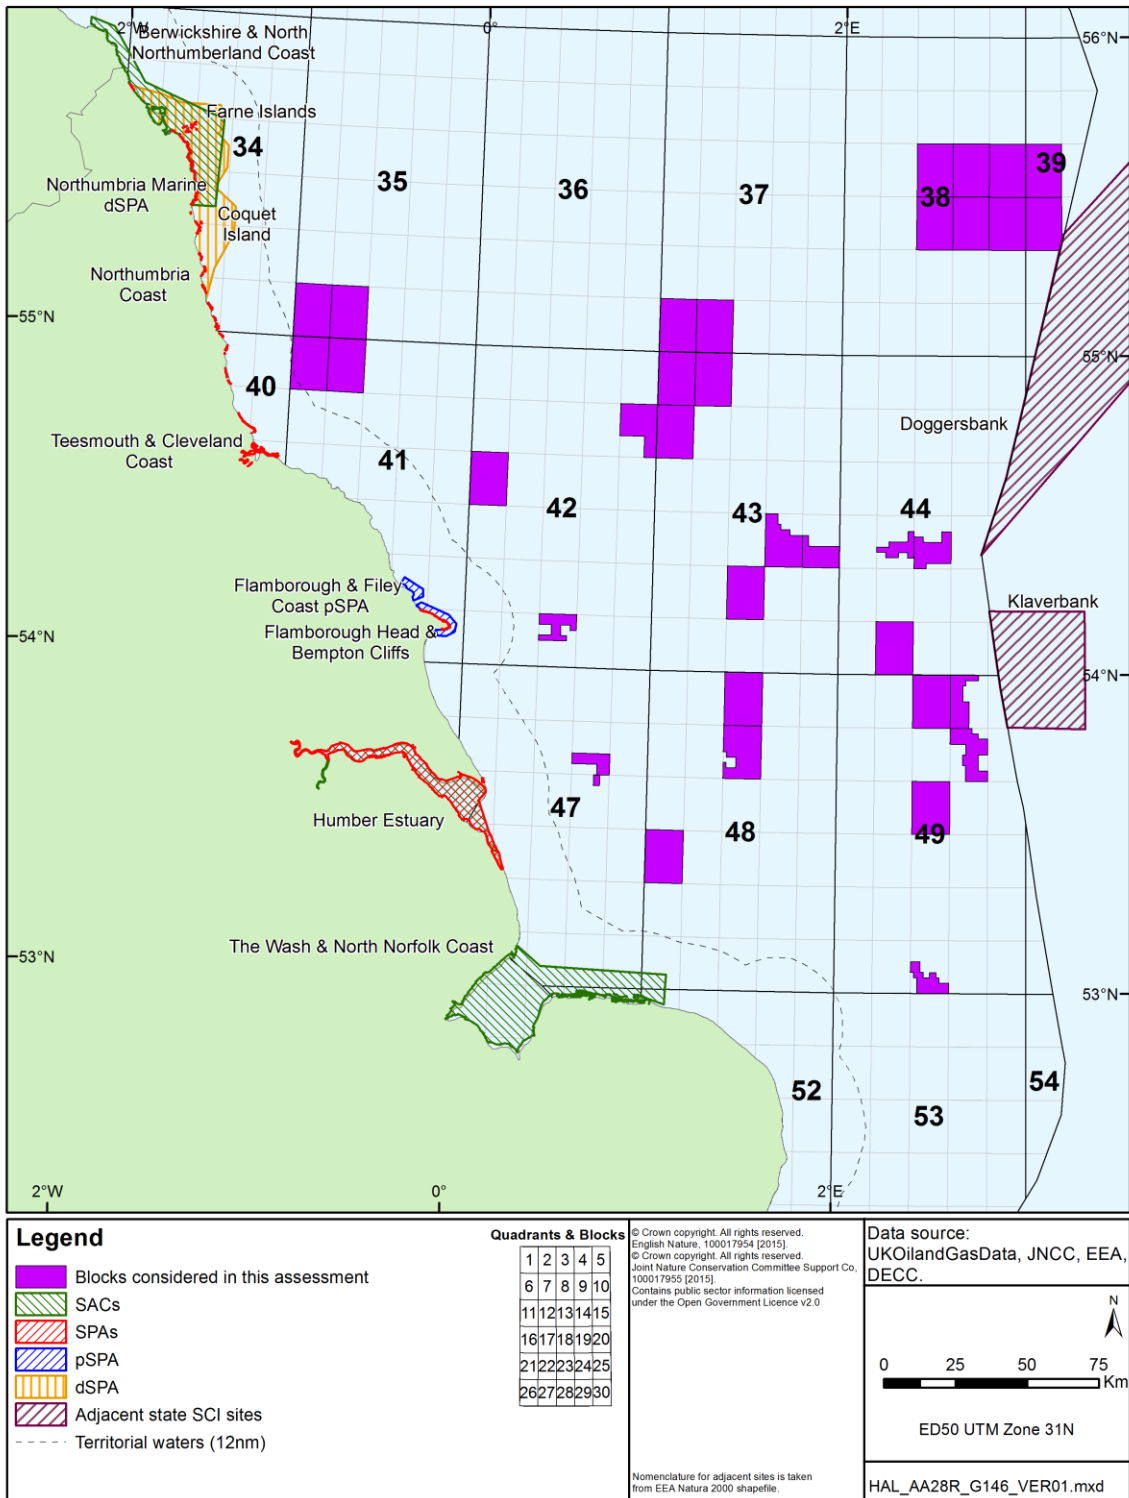 2°W
0°
2°E
56°N
Berwickshire & North
Northumberland Coast
Farne Islands
34
35
36
37
38
39
Northumbria Marine
dSPA
Coquet
Island
Northumbria
Coast
55°N
55°N
40
Teesmouth & Cleveland
Coast
41
42
43
44
Doggersbank
Flamborough & Filey
Coast pSPA
Klaverbank
54°N
Flamborough Head &
Bempton Cliffs
54°N
Humber Estuary
47
48
49
The Wash & North Norfolk Coast
53°N
53°N
52
53
54
2°W
0°
2°E
Legend
Blocks considered in this assessment
SACs
SPAs
pSPA
dSPA
Adjacent state SCI sites
Territorial waters (12nm)
Quadrants & Blocks
1 2 3 4 5
6 7 8 9 10
11 12 13 14 15
16 17 18 19 20
21 22 23 24 25
26 27 28 29 30
© Crown copyright. All rights reserved.
English Nature, 100017954 [2015].
© Crown copyright. All rights reserved.
Joint Nature Conservation Committee Support Co,
100017955 [2015].
Contains public sector information licensed
under the Open Government Licence v2.0
Nomenclature for adjacent sites is taken
from EEA Natura 2000 shapefile.
Data source:
UKOilandGasData, JNCC, EEA,
DECC.
N
0 25 50 75
Km
ED50 UTM Zone 31N
HAL_AA28R_G146_VER01.mxd